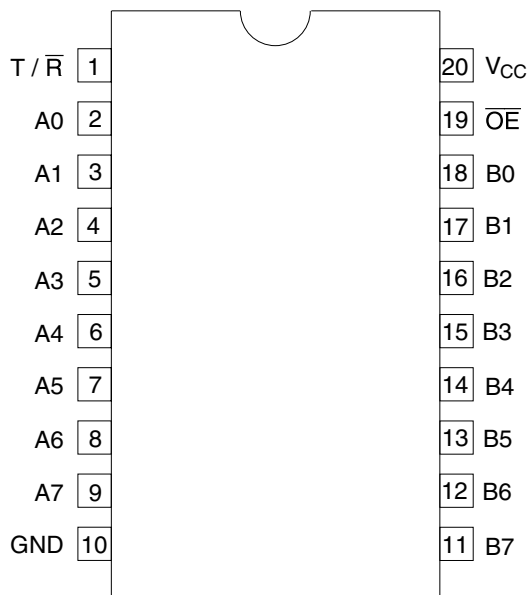 T / R̅ 1 20 VCC
A0 2 19 O̅E̅
A1 3 18 B0
A2 4 17 B1
A3 5 16 B2
A4 6 15 B3
A5 7 14 B4
A6 8 13 B5
A7 9 12 B6
GND 10 11 B7